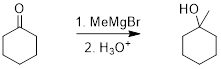 O
1. MeMgBr
2. H₃O⁺
HO